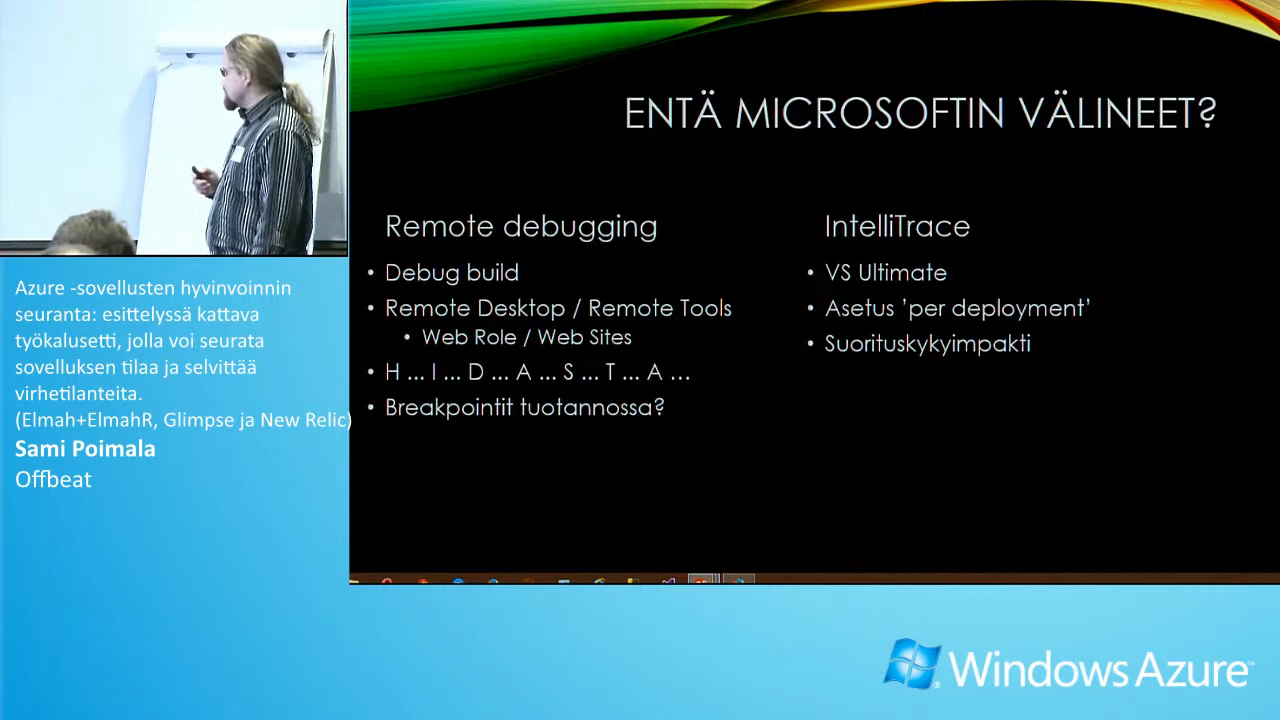 ENTÄ MICROSOFTIN VÄLINEET?
Remote debugging
• Debug build
• Remote Desktop / Remote Tools
• Web Role / Web Sites
• H ... I ... D ... A ... S ... T ... A ...
• Breakpointit tuotannossa?
IntelliTrace
• VS Ultimate
• Asetus ’per deployment’
• Suorituskykyimpakti
Azure -sovellusten hyvinvoinnin
seuranta: esittelyssä kattava
työkalusetti, jolla voi seurata
sovelluksen tilaa ja selvittää
virhetilanteita.
(Elmah+ElmahR, Glimpse ja New Relic)
Sami Poimala
Offbeat
Windows Azure™